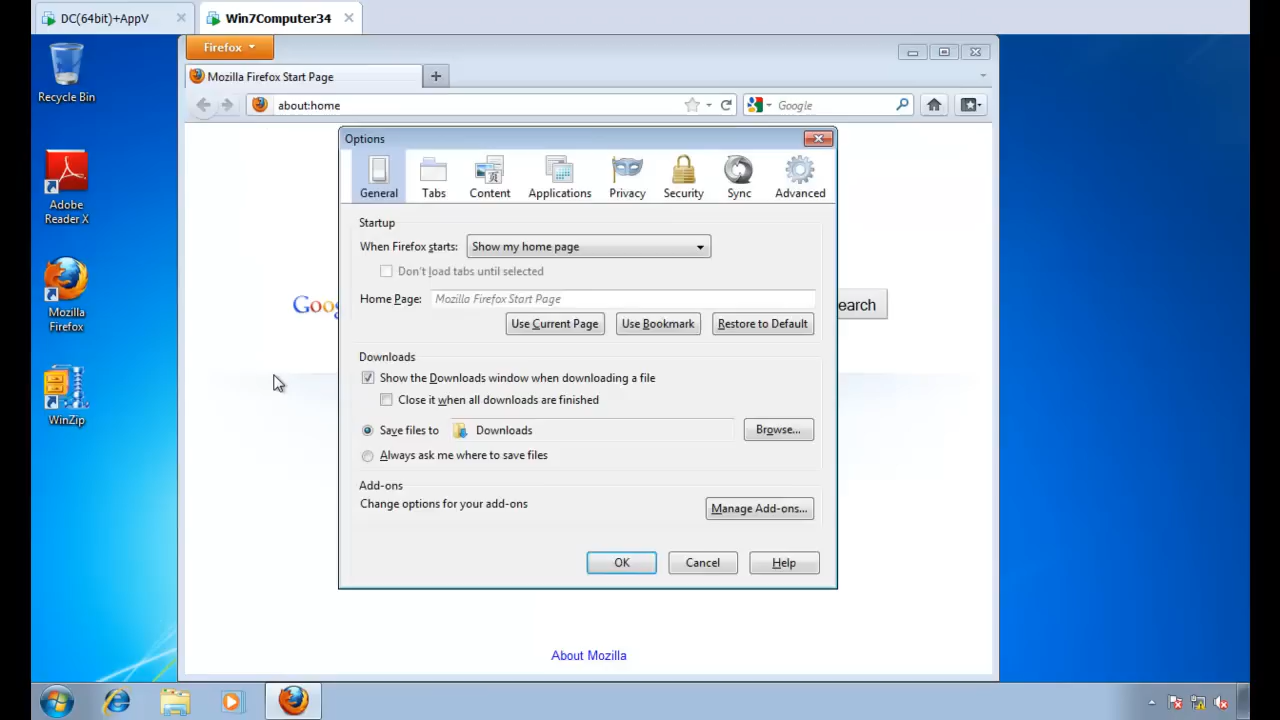 DC(64bit)+AppV
Win7Computer34
Firefox
Recycle Bin
Mozilla Firefox Start Page
about:home
Google
Options
General
Tabs
Content
Applications
Privacy
Security
Sync
Advanced
Adobe
Reader X
Startup
When Firefox starts:
Show my home page
Don't load tabs until selected
Home Page:
Mozilla Firefox Start Page
Mozilla
Firefox
Goo
earch
Use Current Page
Use Bookmark
Restore to Default
Downloads
Show the Downloads window when downloading a file
Close it when all downloads are finished
WinZip
Save files to
Downloads
Browse...
Always ask me where to save files
Add-ons
Change options for your add-ons
Manage Add-ons...
OK
Cancel
Help
About Mozilla